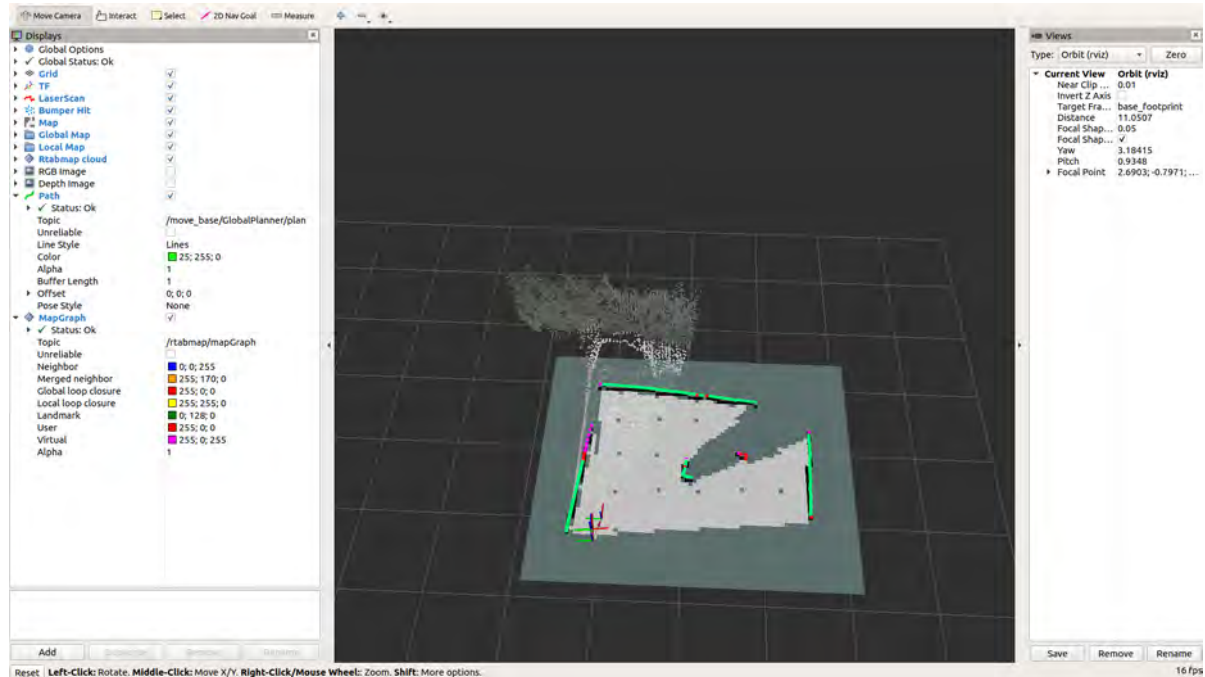 Move Camera Interact Select 2D Nav Goal Measure
Displays
Global Options
Global Status: Ok
Grid
TF
LaserScan
Bumper Hit
Map
Global Map
Local Map
Rtabmap cloud
RGB Image
Depth Image
Path
Status: Ok
Topic /move_base/GlobalPlanner/plan
Unreliable
Line Style Lines
Color 25; 255; 0
Alpha 1
Buffer Length 1
Offset 0; 0; 0
Pose Style None
MapGraph
Status: Ok
Topic /rtabmap/mapGraph
Unreliable
Neighbor 0; 0; 255
Merged neighbor 255; 170; 0
Global loop closure 255; 0; 0
Local loop closure 255; 255; 0
Landmark 0; 128; 0
User 255; 0; 0
Virtual 255; 0; 255
Alpha 1
Add Duplicate Remove Rename
Reset Left-Click: Rotate. Middle-Click: Move X/Y. Right-Click/Mouse Wheel:: Zoom. Shift: More options.
Views
Type: Orbit (rviz) Zero
Current View Orbit (rviz)
Near Clip ... 0.01
Invert Z Axis
Target Fra... base_footprint
Distance 11.0507
Focal Shap... 0.05
Focal Shap... ✓
Yaw 3.18415
Pitch 0.9348
Focal Point 2.6903; -0.7971; ...
Save Remove Rename
16 fps